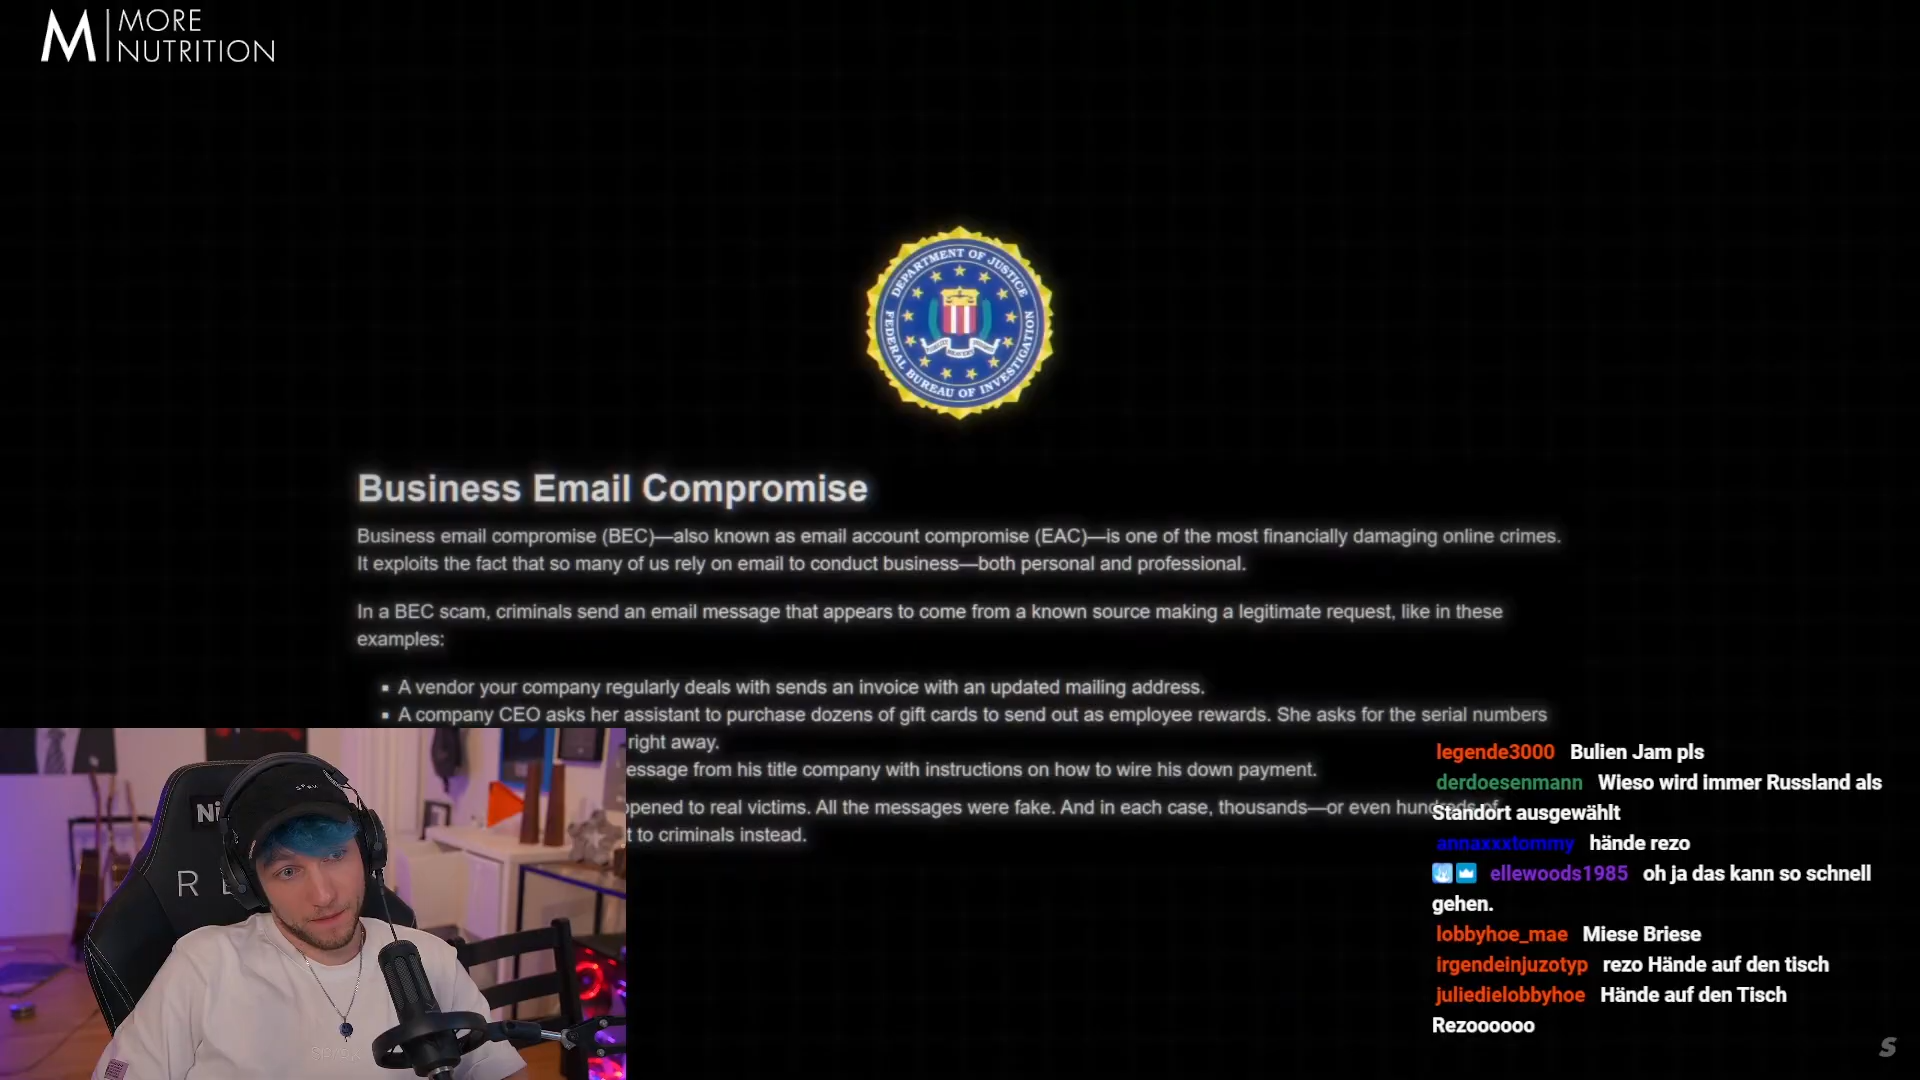 M | MORE
NUTRITION
DEPARTMENT OF JUSTICE
FEDERAL BUREAU OF INVESTIGATION
Business Email Compromise
Business email compromise (BEC)—also known as email account compromise (EAC)—is one of the most financially damaging online crimes.
It exploits the fact that so many of us rely on email to conduct business—both personal and professional.
In a BEC scam, criminals send an email message that appears to come from a known source making a legitimate request, like in these
examples:
▪ A vendor your company regularly deals with sends an invoice with an updated mailing address.
▪ A company CEO asks her assistant to purchase dozens of gift cards to send out as employee rewards. She asks for the serial numbers
right away.
essage from his title company with instructions on how to wire his down payment.
ppened to real victims. All the messages were fake. And in each case, thousands—or even hundreds of
t to criminals instead.
legende3000 Bulien Jam pls
derdoesenmann Wieso wird immer Russland als
Standort ausgewählt
annaxxxtommy hände rezo
ellewoods1985 oh ja das kann so schnell
gehen.
lobbyhoe_mae Miese Briese
irgendeinjuzotyp rezo Hände auf den tisch
juliedielobbyhoe Hände auf den Tisch
Rezoooooo
S